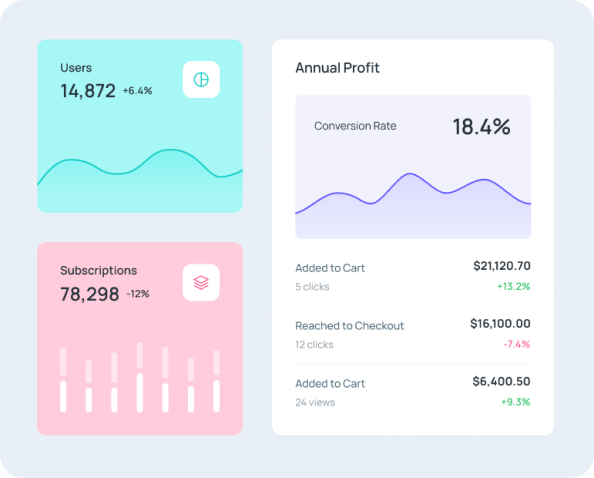 Users
14,872 +6.4%
Subscriptions
78,298 -12%
Annual Profit
Conversion Rate 18.4%
Added to Cart $21,120.70
5 clicks +13.2%
Reached to Checkout $16,100.00
12 clicks -7.4%
Added to Cart $6,400.50
24 views +9.3%